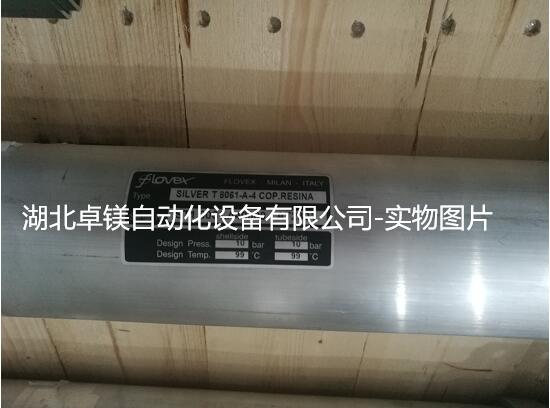 Flovex FLOVEX - MILAN - ITALY
Type SILVER T 8061-A-4 COP.RESINA
湖北卓镁自动化设备有限公司-实物图片
shellside tubeside
Design Press. 10 bar 10 bar
Design Temp. 99 °C 99 °C